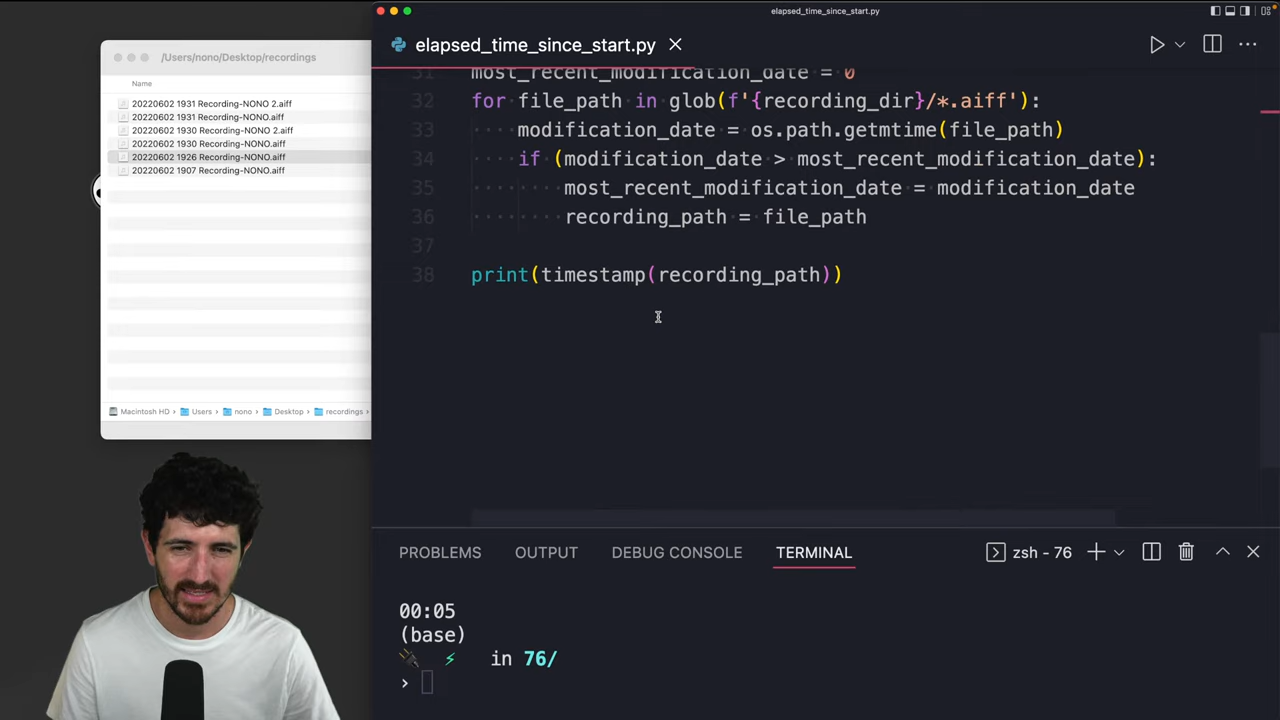 elapsed_time_since_start.py
/Users/nono/Desktop/recordings
Name
20220602 1931 Recording-NONO 2.aiff
20220602 1931 Recording-NONO.aiff
20220602 1930 Recording-NONO 2.aiff
20220602 1930 Recording-NONO.aiff
20220602 1926 Recording-NONO.aiff
20220602 1907 Recording-NONO.aiff
Macintosh HD > Users > nono > Desktop > recordings >
elapsed_time_since_start.py
31 most_recent_modification_date = 0
32 for file_path in glob(f'{recording_dir}/*.aiff'):
33 modification_date = os.path.getmtime(file_path)
34 if (modification_date > most_recent_modification_date):
35 most_recent_modification_date = modification_date
36 recording_path = file_path
37
38 print(timestamp(recording_path))
PROBLEMS OUTPUT DEBUG CONSOLE TERMINAL zsh - 76
00:05
(base)
in 76/
›